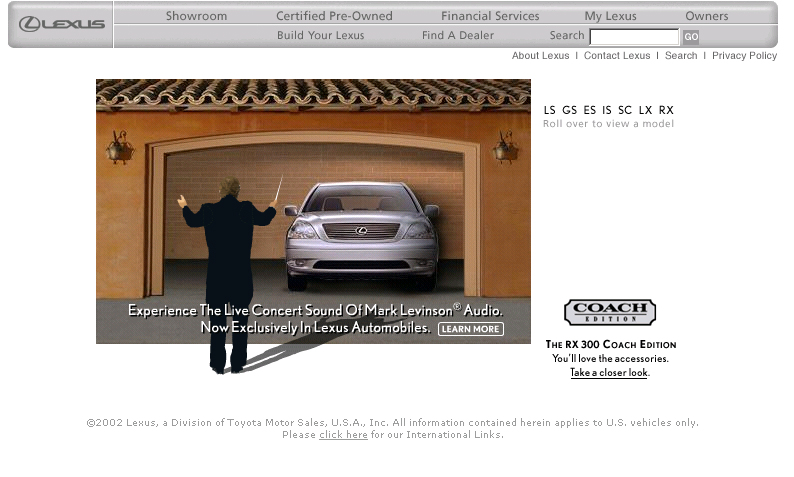 LEXUS
Showroom Certified Pre-Owned Financial Services My Lexus Owners
Build Your Lexus Find A Dealer Search GO
About Lexus | Contact Lexus | Search | Privacy Policy
LS GS ES IS SC LX RX
Roll over to view a model
Experience The Live Concert Sound Of Mark Levinson® Audio.
Now Exclusively In Lexus Automobiles. LEARN MORE
COACH
EDITION
THE RX 300 COACH EDITION
You'll love the accessories.
Take a closer look.
©2002 Lexus, a Division of Toyota Motor Sales, U.S.A., Inc. All information contained herein applies to U.S. vehicles only.
Please click here for our International Links.